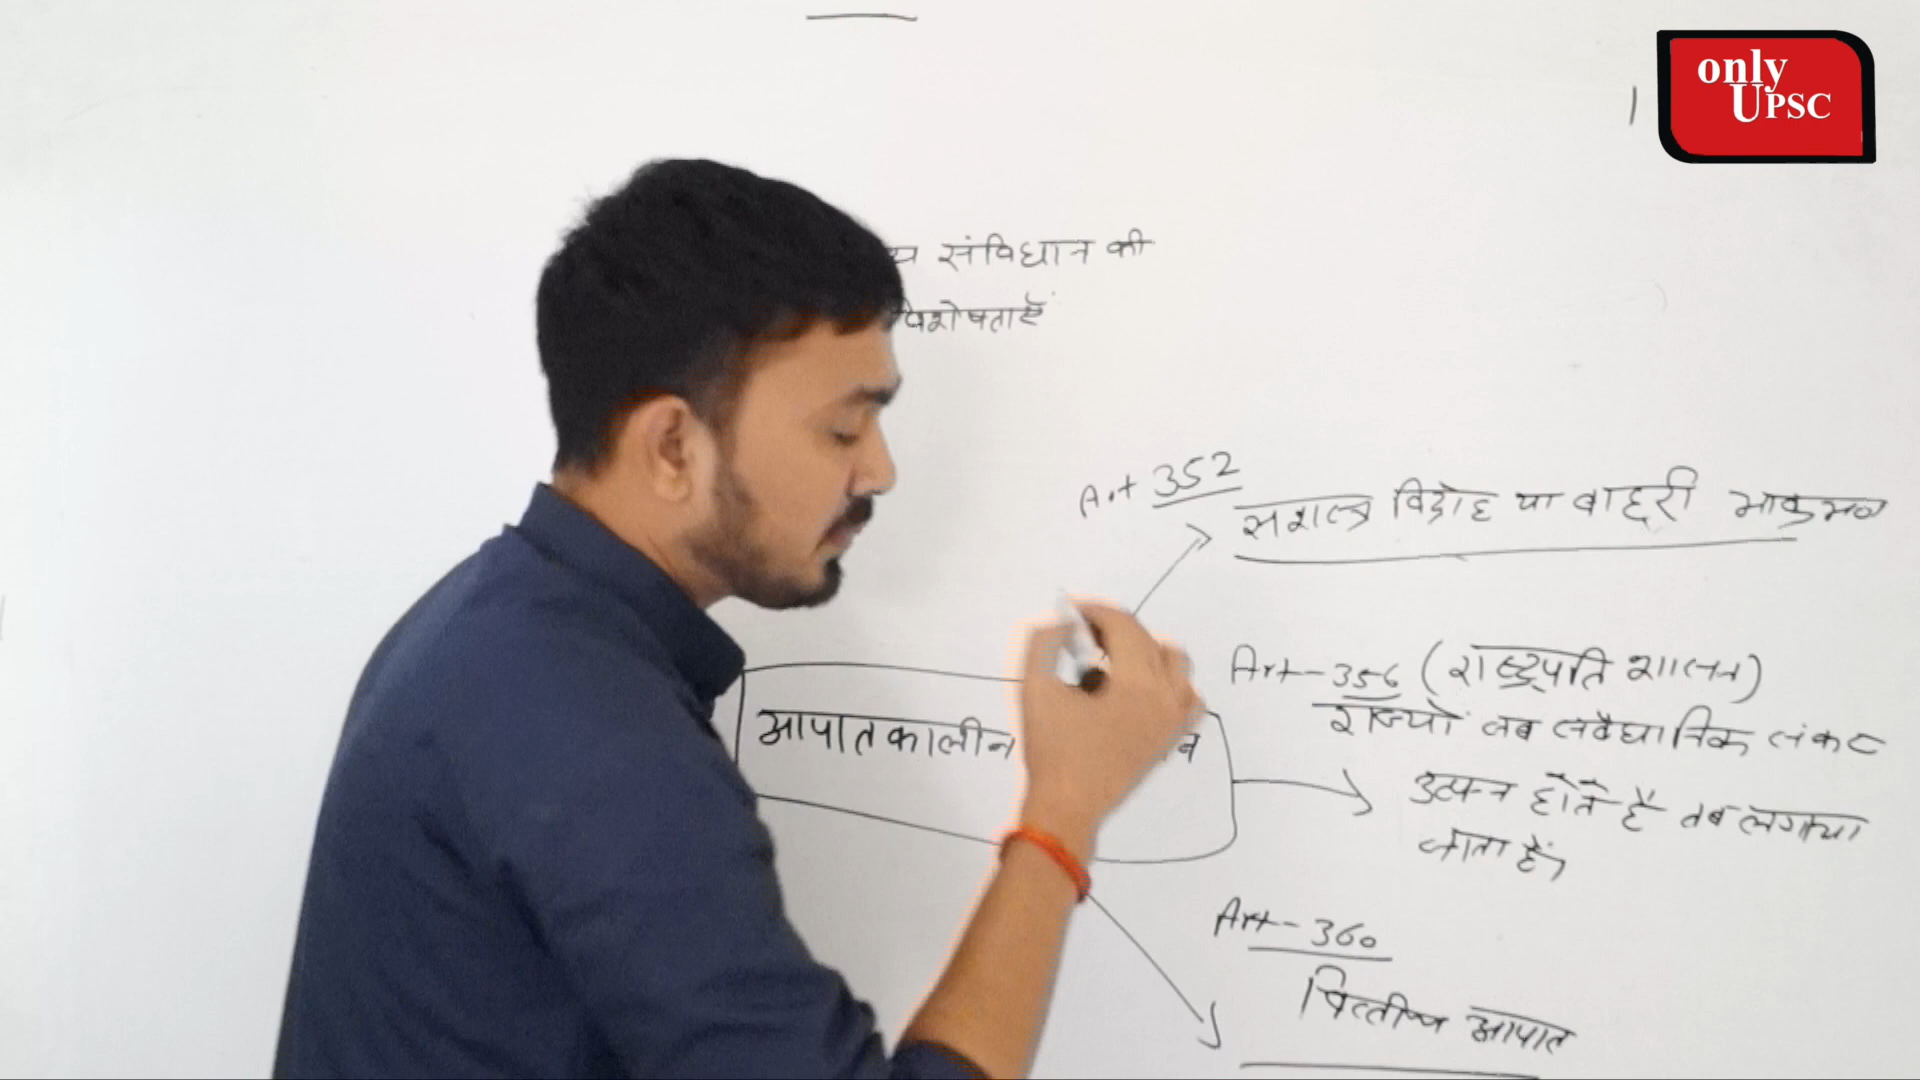 only
UPSC
य संविधान की
विशेषताएँ
Art 352
सशस्त्र विद्रोह या बाहरी आक्रमण
Art-356 (राष्ट्रपति शासन)
राज्यों जब सवैधानिक संकट
उत्पन्न होते है तब लगाया
जाता हैं
आपातकालीन
Art-360
वित्तीय आपात